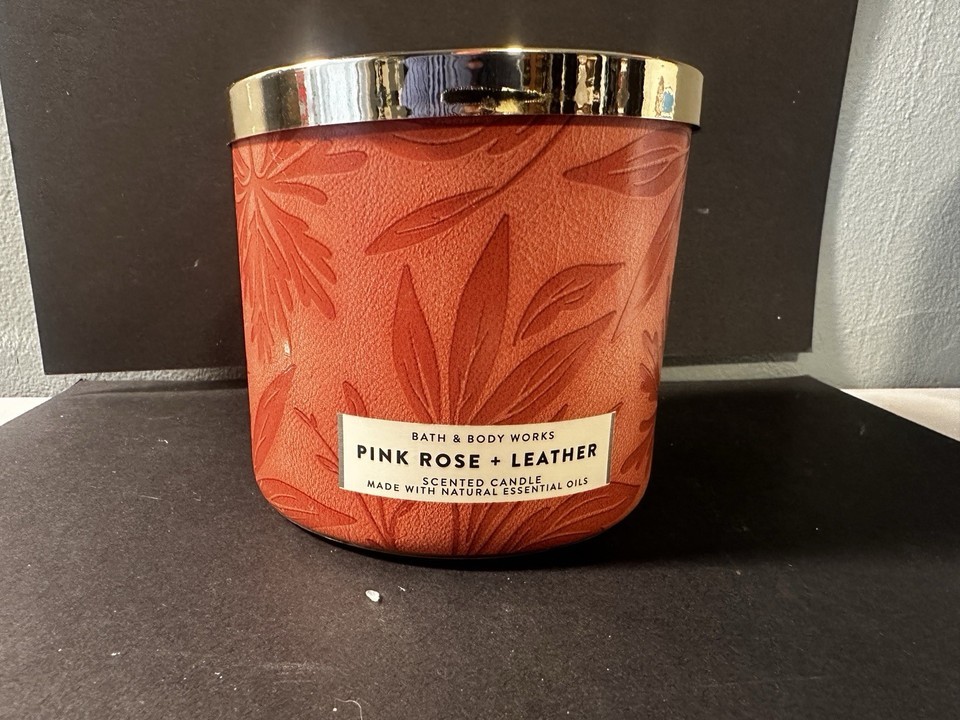 BATH & BODY WORKS
PINK ROSE + LEATHER
SCENTED CANDLE
MADE WITH NATURAL ESSENTIAL OILS